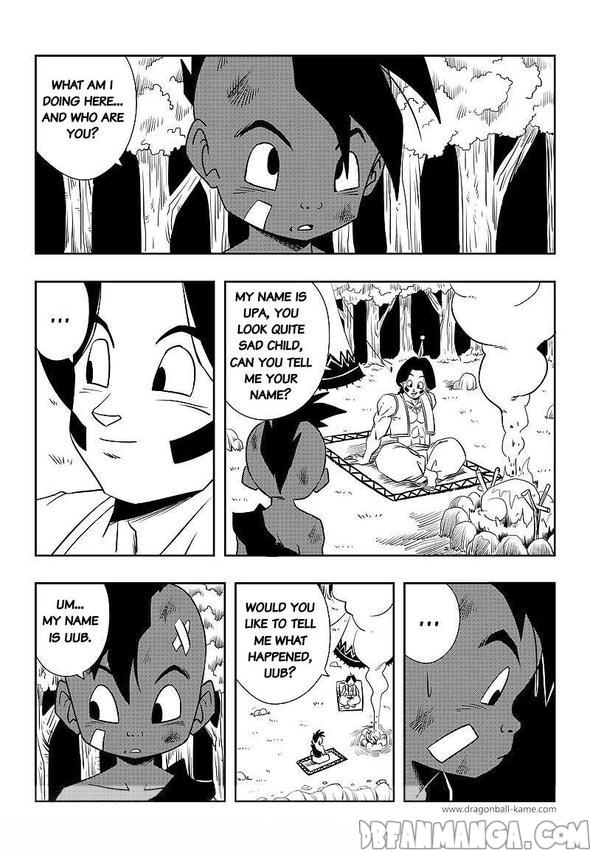 WHAT AM I
DOING HERE...
AND WHO ARE
YOU?
...
MY NAME IS
UPA, YOU
LOOK QUITE
SAD CHILD,
CAN YOU TELL
ME YOUR
NAME?
UM...
MY NAME
IS UUB.
WOULD YOU
LIKE TO TELL
ME WHAT
HAPPENED,
UUB?
...
www.dragonball-kame.com
DBFANMANGA.COM